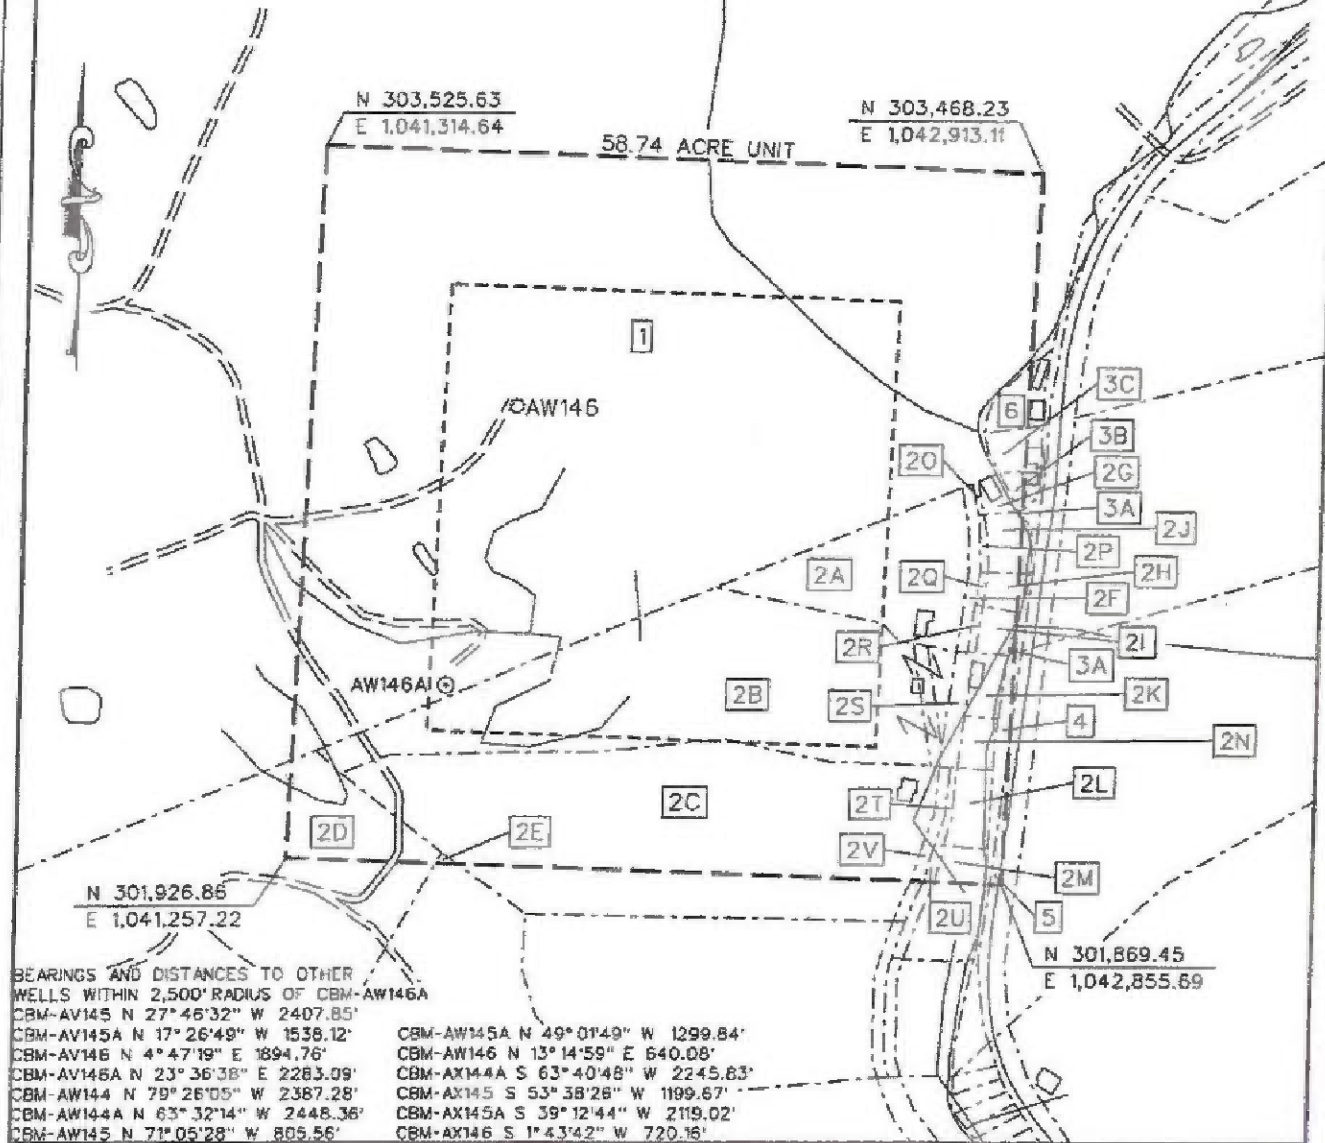 N 303,525.63
E 1,041,314.64
N 303,468.23
E 1,042,913.11
58.74 ACRE UNIT
1
AW146
3C
6
3B
2O
2G
3A
2J
2P
2A
2Q
2H
2F
2R
2I
3A
AW146A
2B
2K
2S
4
2N
2C
2L
2T
2D
2E
2V
2M
2U
5
N 301,926.86
E 1,041,257.22
N 301,869.45
E 1,042,855.69
BEARINGS AND DISTANCES TO OTHER
WELLS WITHIN 2,500' RADIUS OF CBM-AW146A
CBM-AV145 N 27°46'32" W 2407.85'
CBM-AV145A N 17°26'49" W 1538.12'
CBM-AV146 N 4°47'19" E 1894.76'
CBM-AV146A N 23°36'38" E 2283.09'
CBM-AW144 N 79°26'05" W 2387.28'
CBM-AW144A N 63°32'14" W 2448.36'
CBM-AW145 N 71°05'28" W 805.56'
CBM-AW145A N 49°01'49" W 1299.84'
CBM-AW146 N 13°14'59" E 640.08'
CBM-AX144A S 63°40'48" W 2245.83'
CBM-AX145 S 53°38'26" W 1199.67'
CBM-AX145A S 39°12'44" W 2119.02'
CBM-AX146 S 1°43'42" W 720.16'